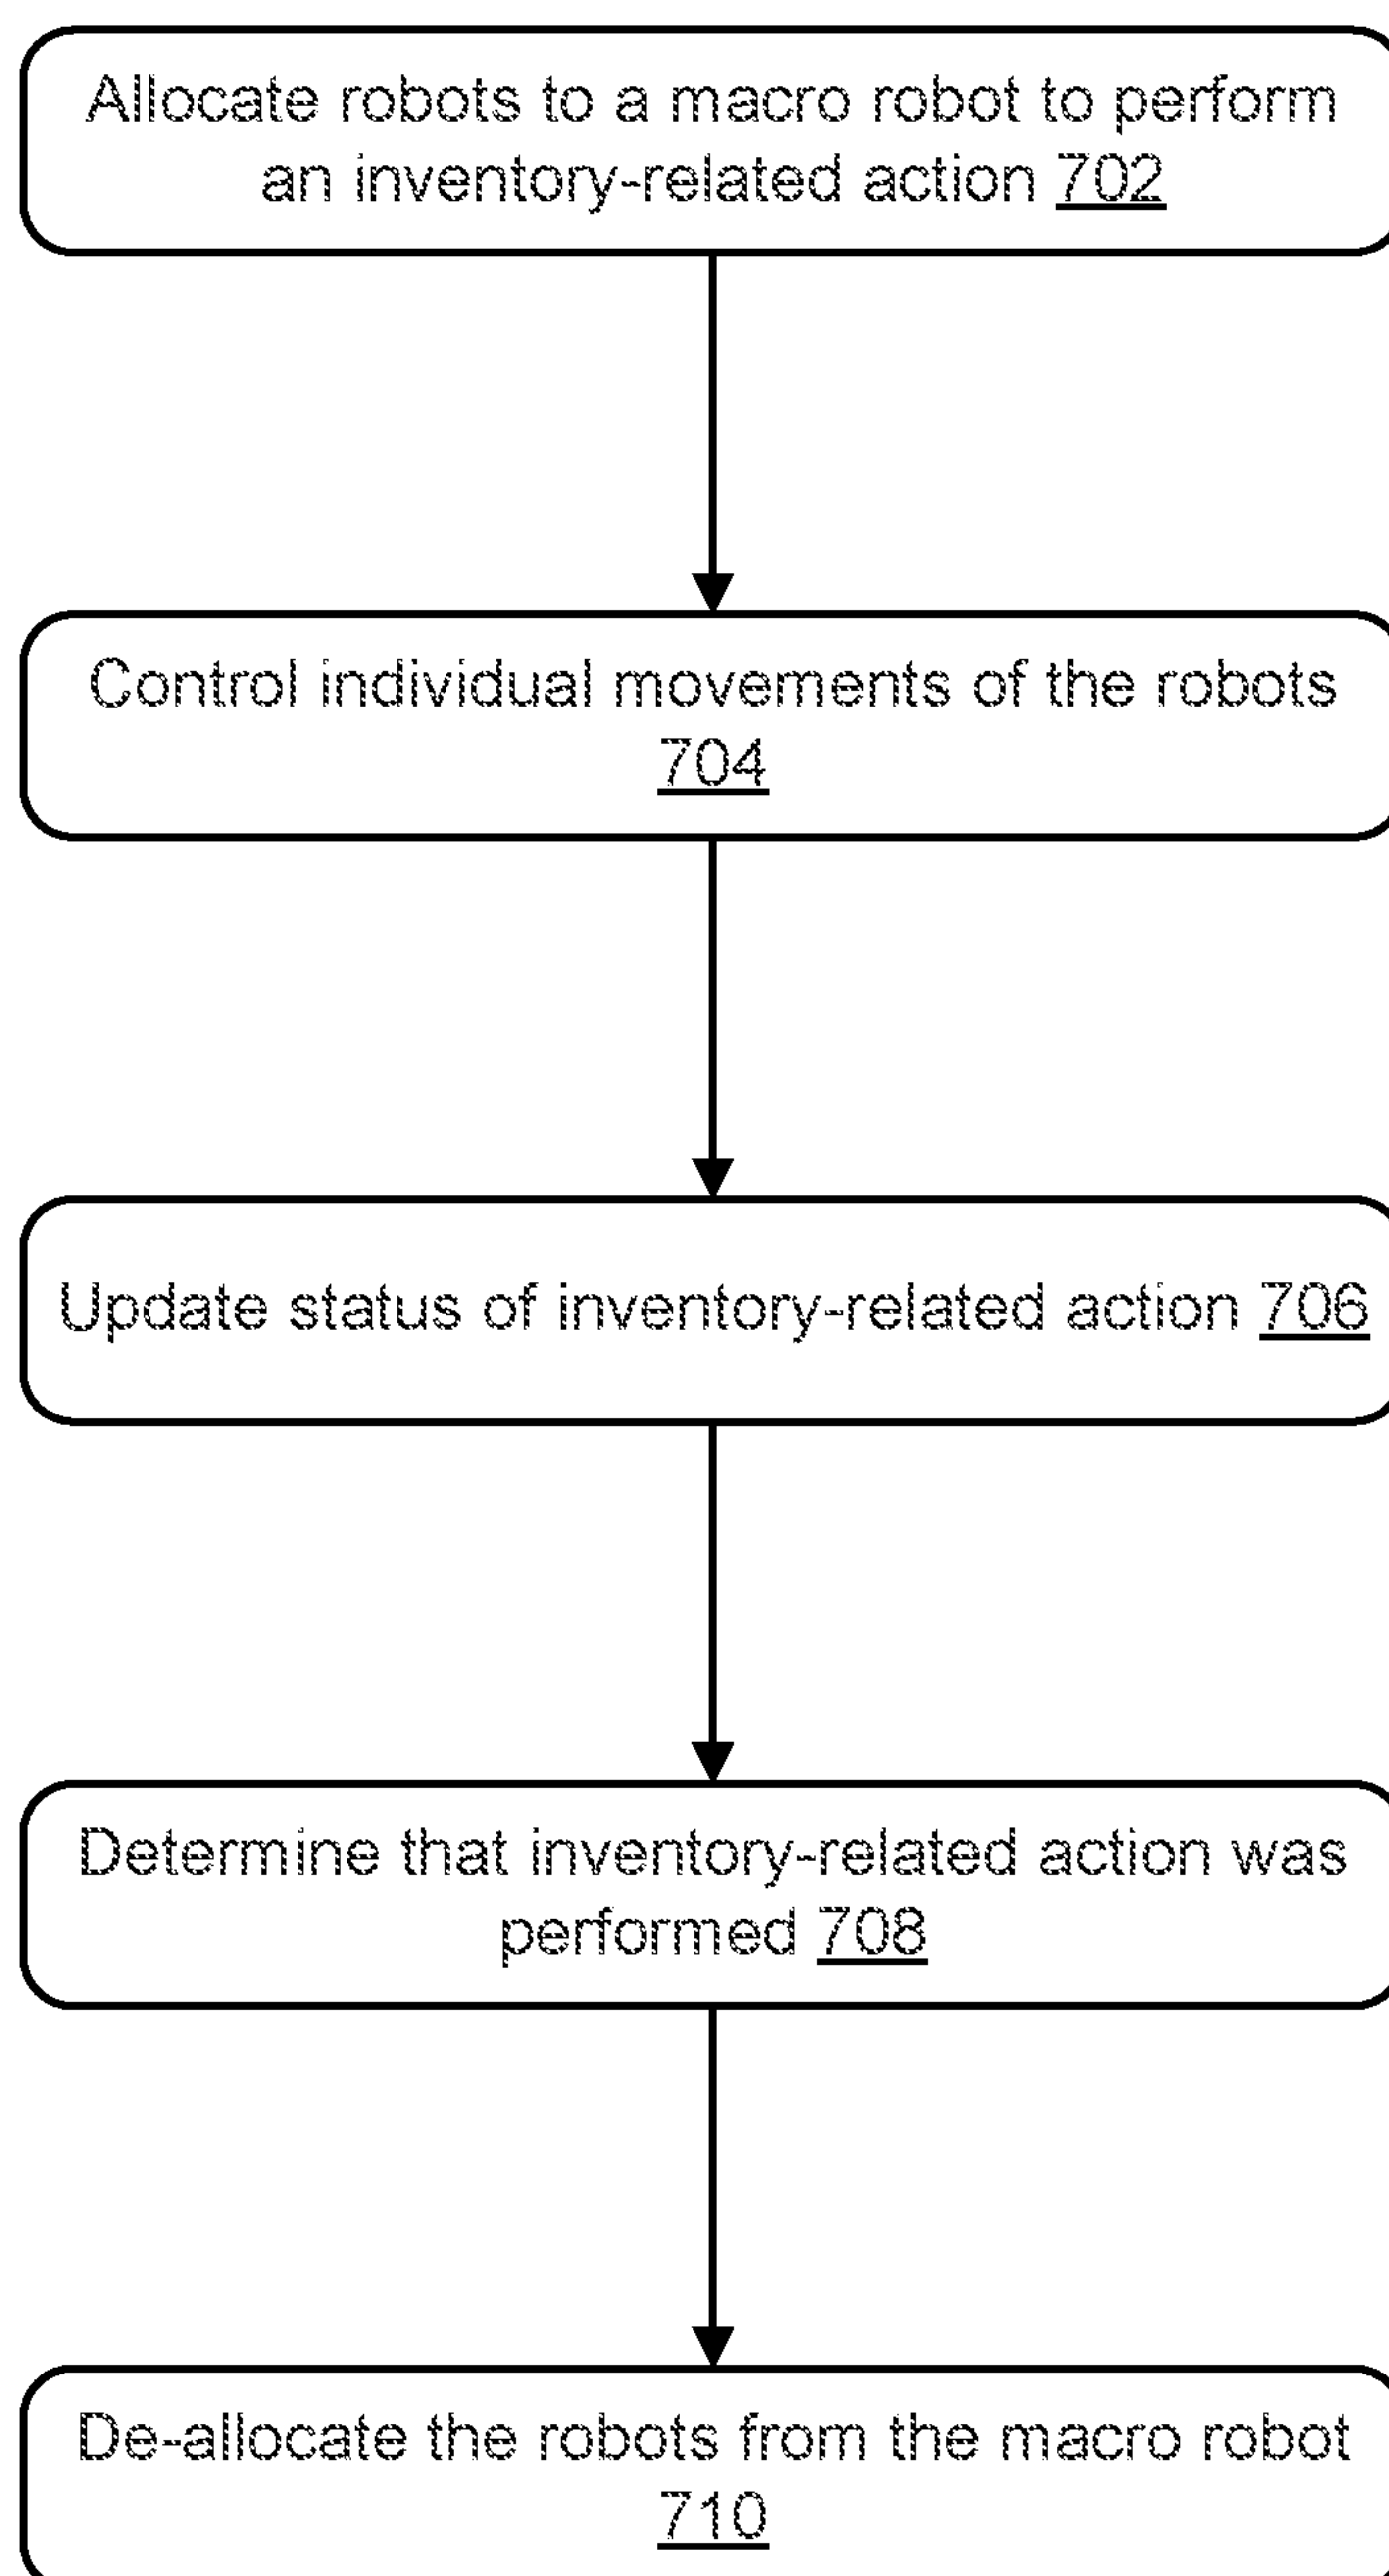 Allocate robots to a macro robot to perform
an inventory-related action 702
Control individual movements of the robots
704
Update status of inventory-related action 706
Determine that inventory-related action was
performed 708
De-allocate the robots from the macro robot
710